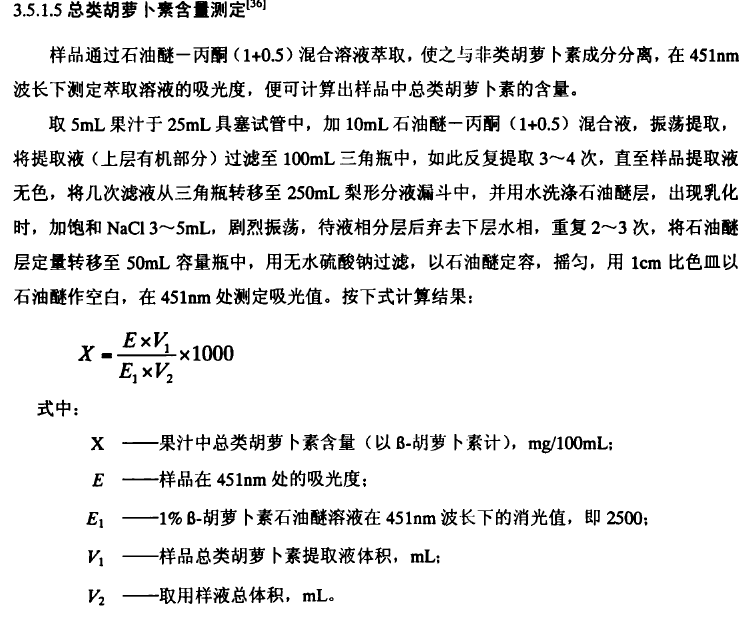 3.5.1.5 总类胡萝卜素含量测定[36]
样品通过石油醚－丙酮（1+0.5）混合溶液萃取，使之与非类胡萝卜素成分分离，在 451nm
波长下测定萃取溶液的吸光度，便可计算出样品中总类胡萝卜素的含量。
取 5mL 果汁于 25mL 具塞试管中，加 10mL 石油醚－丙酮（1+0.5）混合液，振荡提取，
将提取液（上层有机部分）过滤至 100mL 三角瓶中，如此反复提取 3～4 次，直至样品提取液
无色，将几次滤液从三角瓶转移至 250mL 梨形分液漏斗中，并用水洗涤石油醚层，出现乳化
时，加饱和 NaCl 3～5mL，剧烈振荡，待液相分层后弃去下层水相，重复 2～3 次，将石油醚
层定量转移至 50mL 容量瓶中，用无水硫酸钠过滤，以石油醚定容，摇匀，用 1cm 比色皿以
石油醚作空白，在 451nm 处测定吸光值。按下式计算结果：
X = (E×V₁)/(E₁×V₂) ×1000
式中：
X ——果汁中总类胡萝卜素含量（以 ß-胡萝卜素计），mg/100mL；
E ——样品在 451nm 处的吸光度；
E₁ ——1% ß-胡萝卜素石油醚溶液在 451nm 波长下的消光值，即 2500；
V₁ ——样品总类胡萝卜素提取液体积，mL；
V₂ ——取用样液总体积，mL。